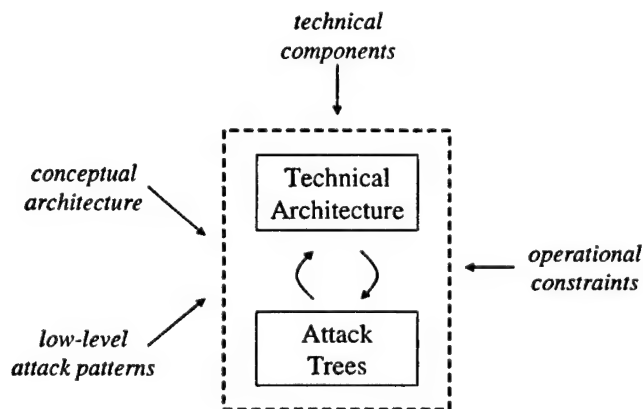 technical
components
conceptual
architecture
Technical
Architecture
operational
constraints
low-level
attack patterns
Attack
Trees